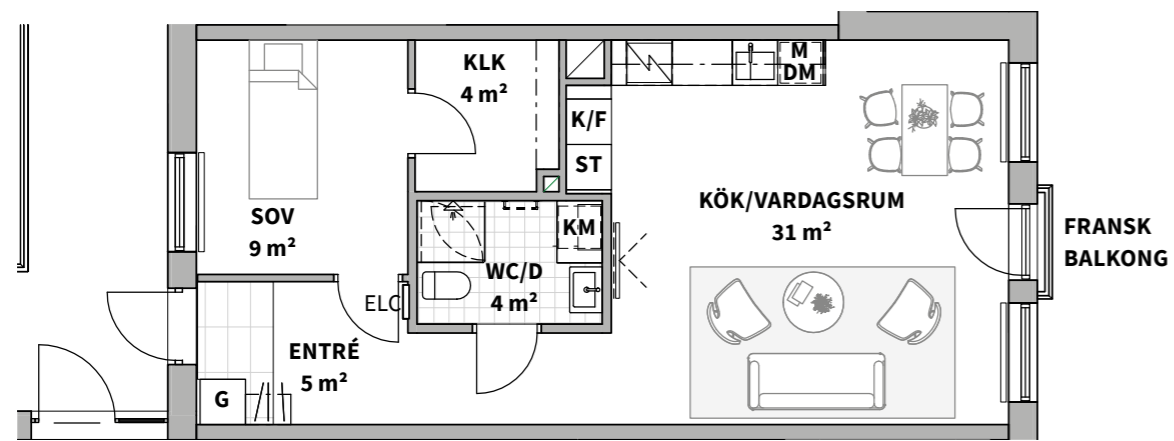 KLK
4 m²
M
DM
K/F
ST
SOV
9 m²
KM
WC/D
4 m²
KÖK/VARDAGSRUM
31 m²
FRANSK
BALKONG
ELC
ENTRÉ
5 m²
G